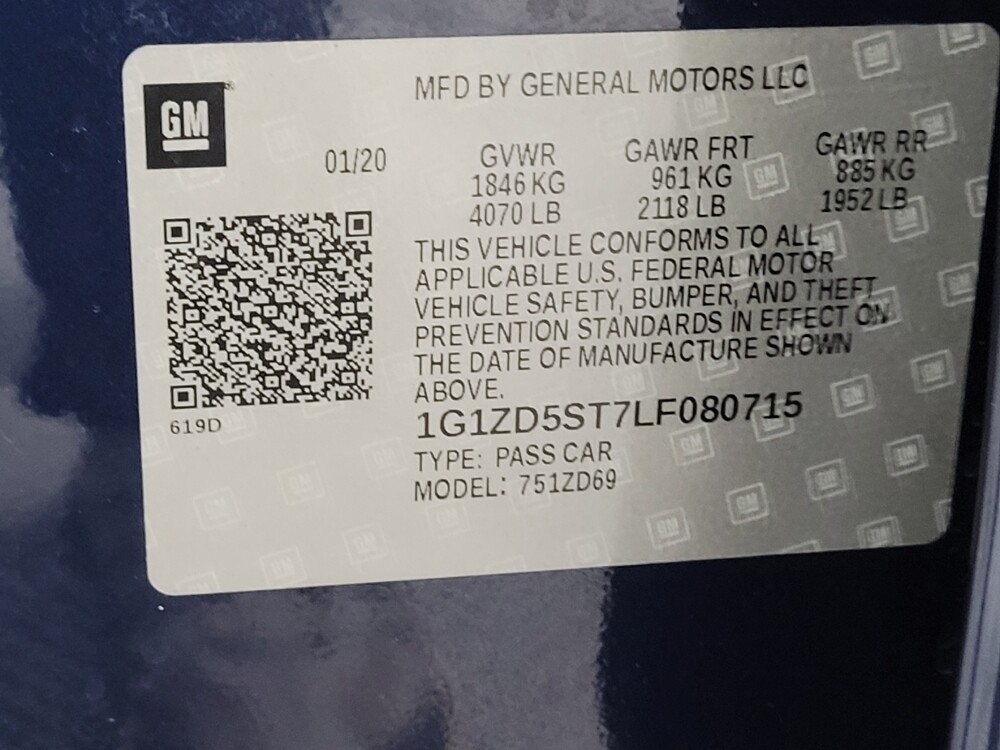 GM
MFD BY GENERAL MOTORS LLC
01/20
GVWR GAWR FRT GAWR RR
1846 KG 961 KG 885 KG
4070 LB 2118 LB 1952 LB
THIS VEHICLE CONFORMS TO ALL
APPLICABLE U.S. FEDERAL MOTOR
VEHICLE SAFETY, BUMPER, AND THEFT
PREVENTION STANDARDS IN EFFECT ON
THE DATE OF MANUFACTURE SHOWN
ABOVE.
619D
1G1ZD5ST7LF080715
TYPE: PASS CAR
MODEL: 751ZD69